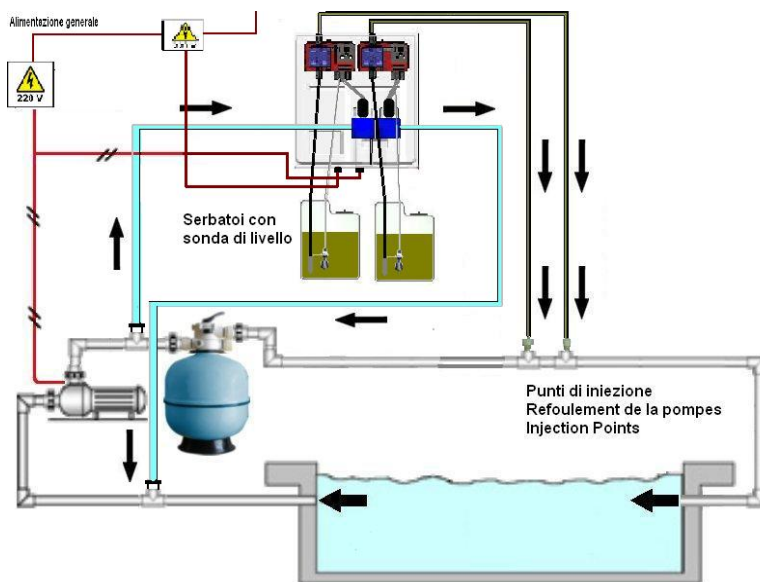 Alimentazione generale
220 V
Serbatoi con
sonda di livello
Punti di iniezione
Refoulement de la pompes
Injection Points